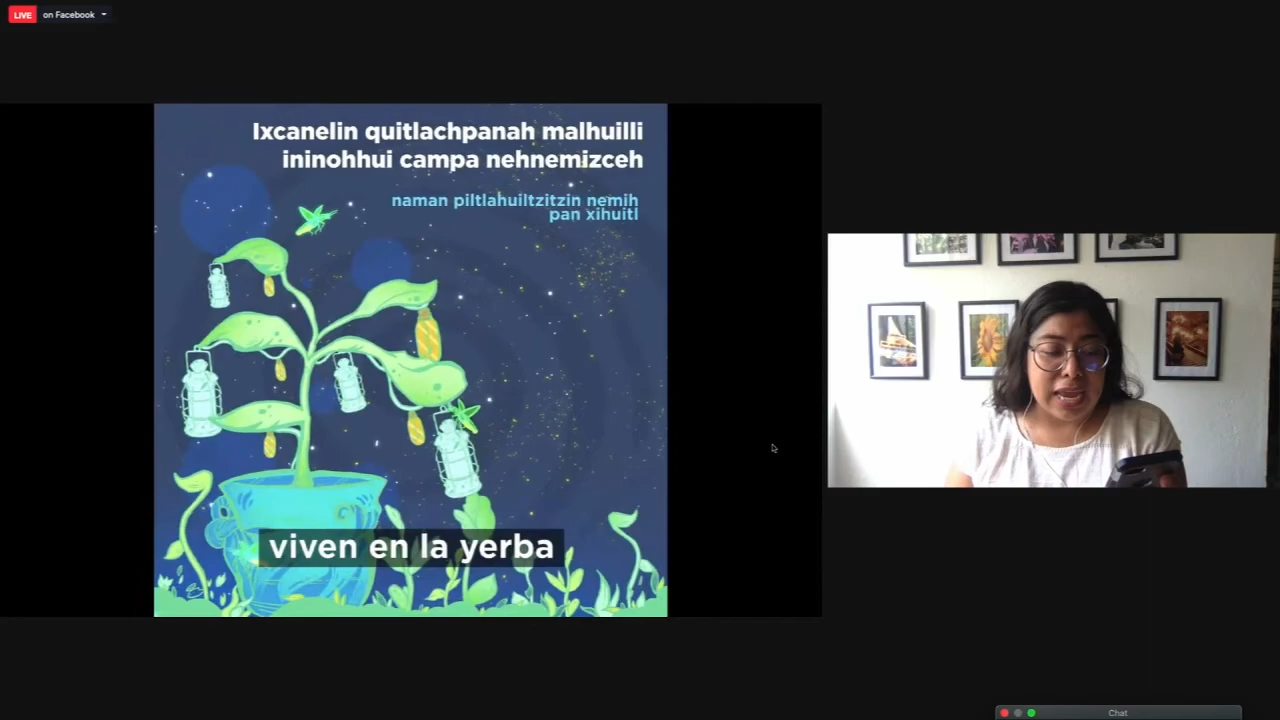 LIVE on Facebook
Ixcanelin quitlachpanah malhuilli
ininohhui campa nehnemizceh
naman piltlahuiltzitzin nemih
pan xihuitl
viven en la yerba
Chat